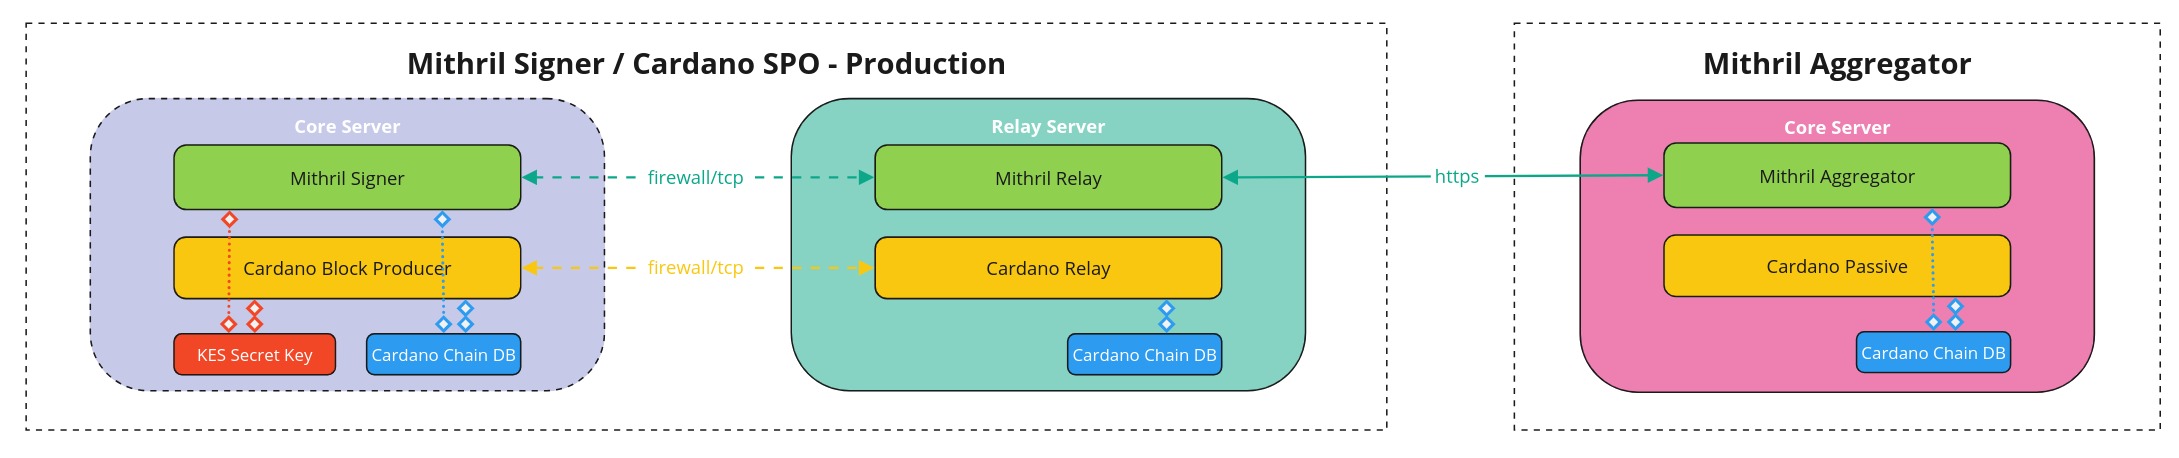 Mithril Signer / Cardano SPO - Production
Core Server
Mithril Signer
Cardano Block Producer
KES Secret Key
Cardano Chain DB
firewall/tcp
firewall/tcp
Relay Server
Mithril Relay
Cardano Relay
Cardano Chain DB
https
Mithril Aggregator
Core Server
Mithril Aggregator
Cardano Passive
Cardano Chain DB